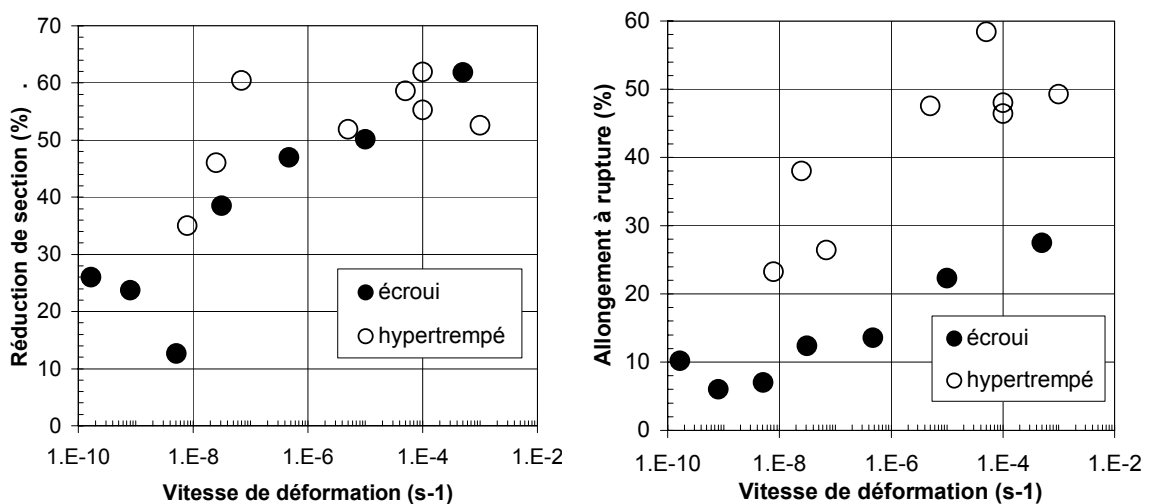 70
60
50
40
30
20
10
0
Réduction de section (%) .
écroui
hypertrempé
1.E-10 1.E-8 1.E-6 1.E-4 1.E-2
Vitesse de déformation (s-1)
60
50
40
30
20
10
0
Allongement à rupture (%)
écroui
hypertrempé
1.E-10 1.E-8 1.E-6 1.E-4 1.E-2
Vitesse de déformation (s-1)